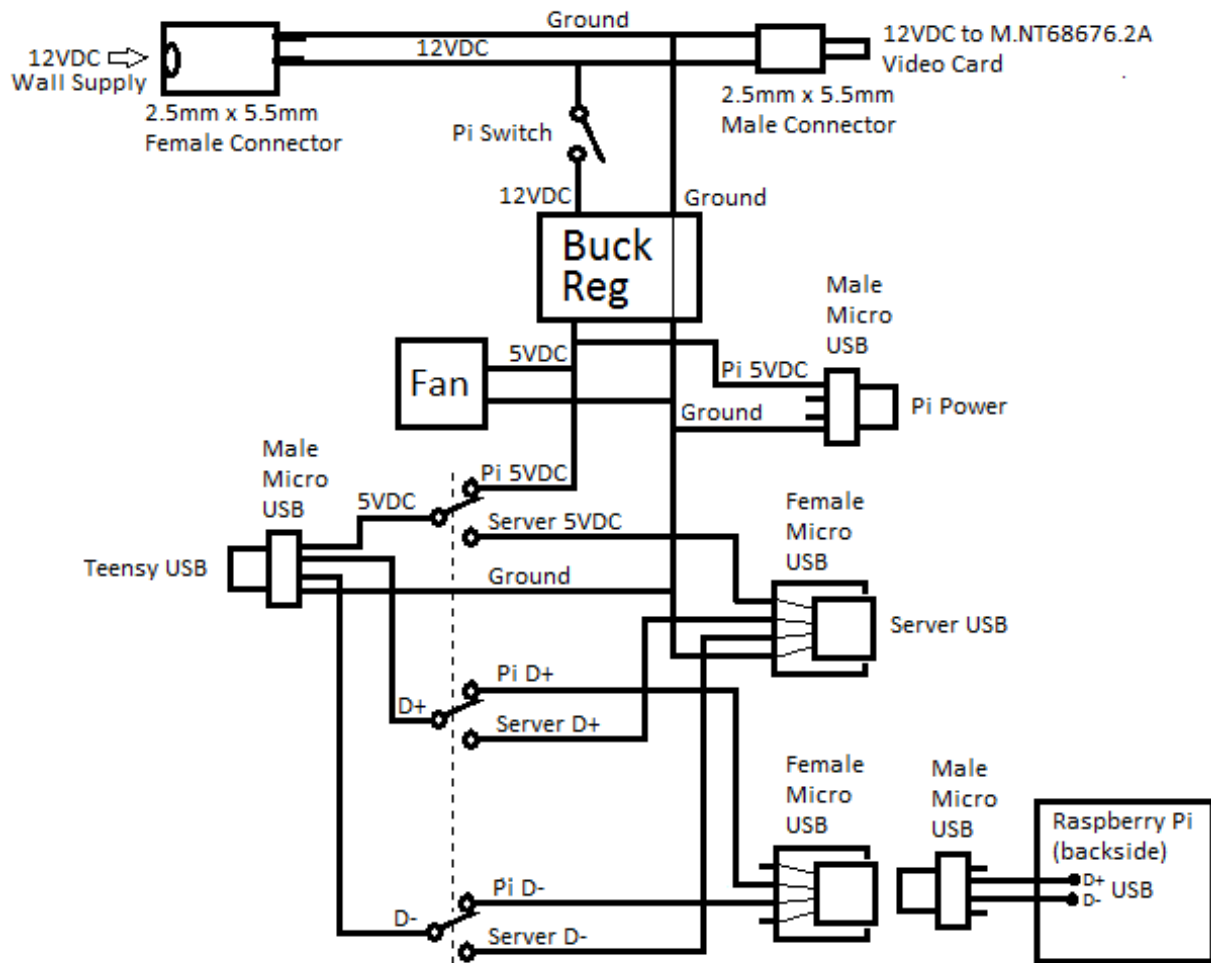 Ground
12VDC
12VDC
Wall Supply
12VDC to M.NT68676.2A
Video Card
2.5mm x 5.5mm
Female Connector
2.5mm x 5.5mm
Male Connector
Pi Switch
12VDC
Ground
Buck
Reg
Male
Micro
USB
5VDC
Fan
Pi 5VDC
Pi Power
Ground
Male
Micro
USB
Pi 5VDC
5VDC
Server 5VDC
Female
Micro
USB
Teensy USB
Ground
Server USB
Pi D+
D+
Server D+
Female
Micro
USB
Male
Micro
USB
Raspberry Pi
(backside)
D+
D-
USB
Pi D-
D-
Server D-